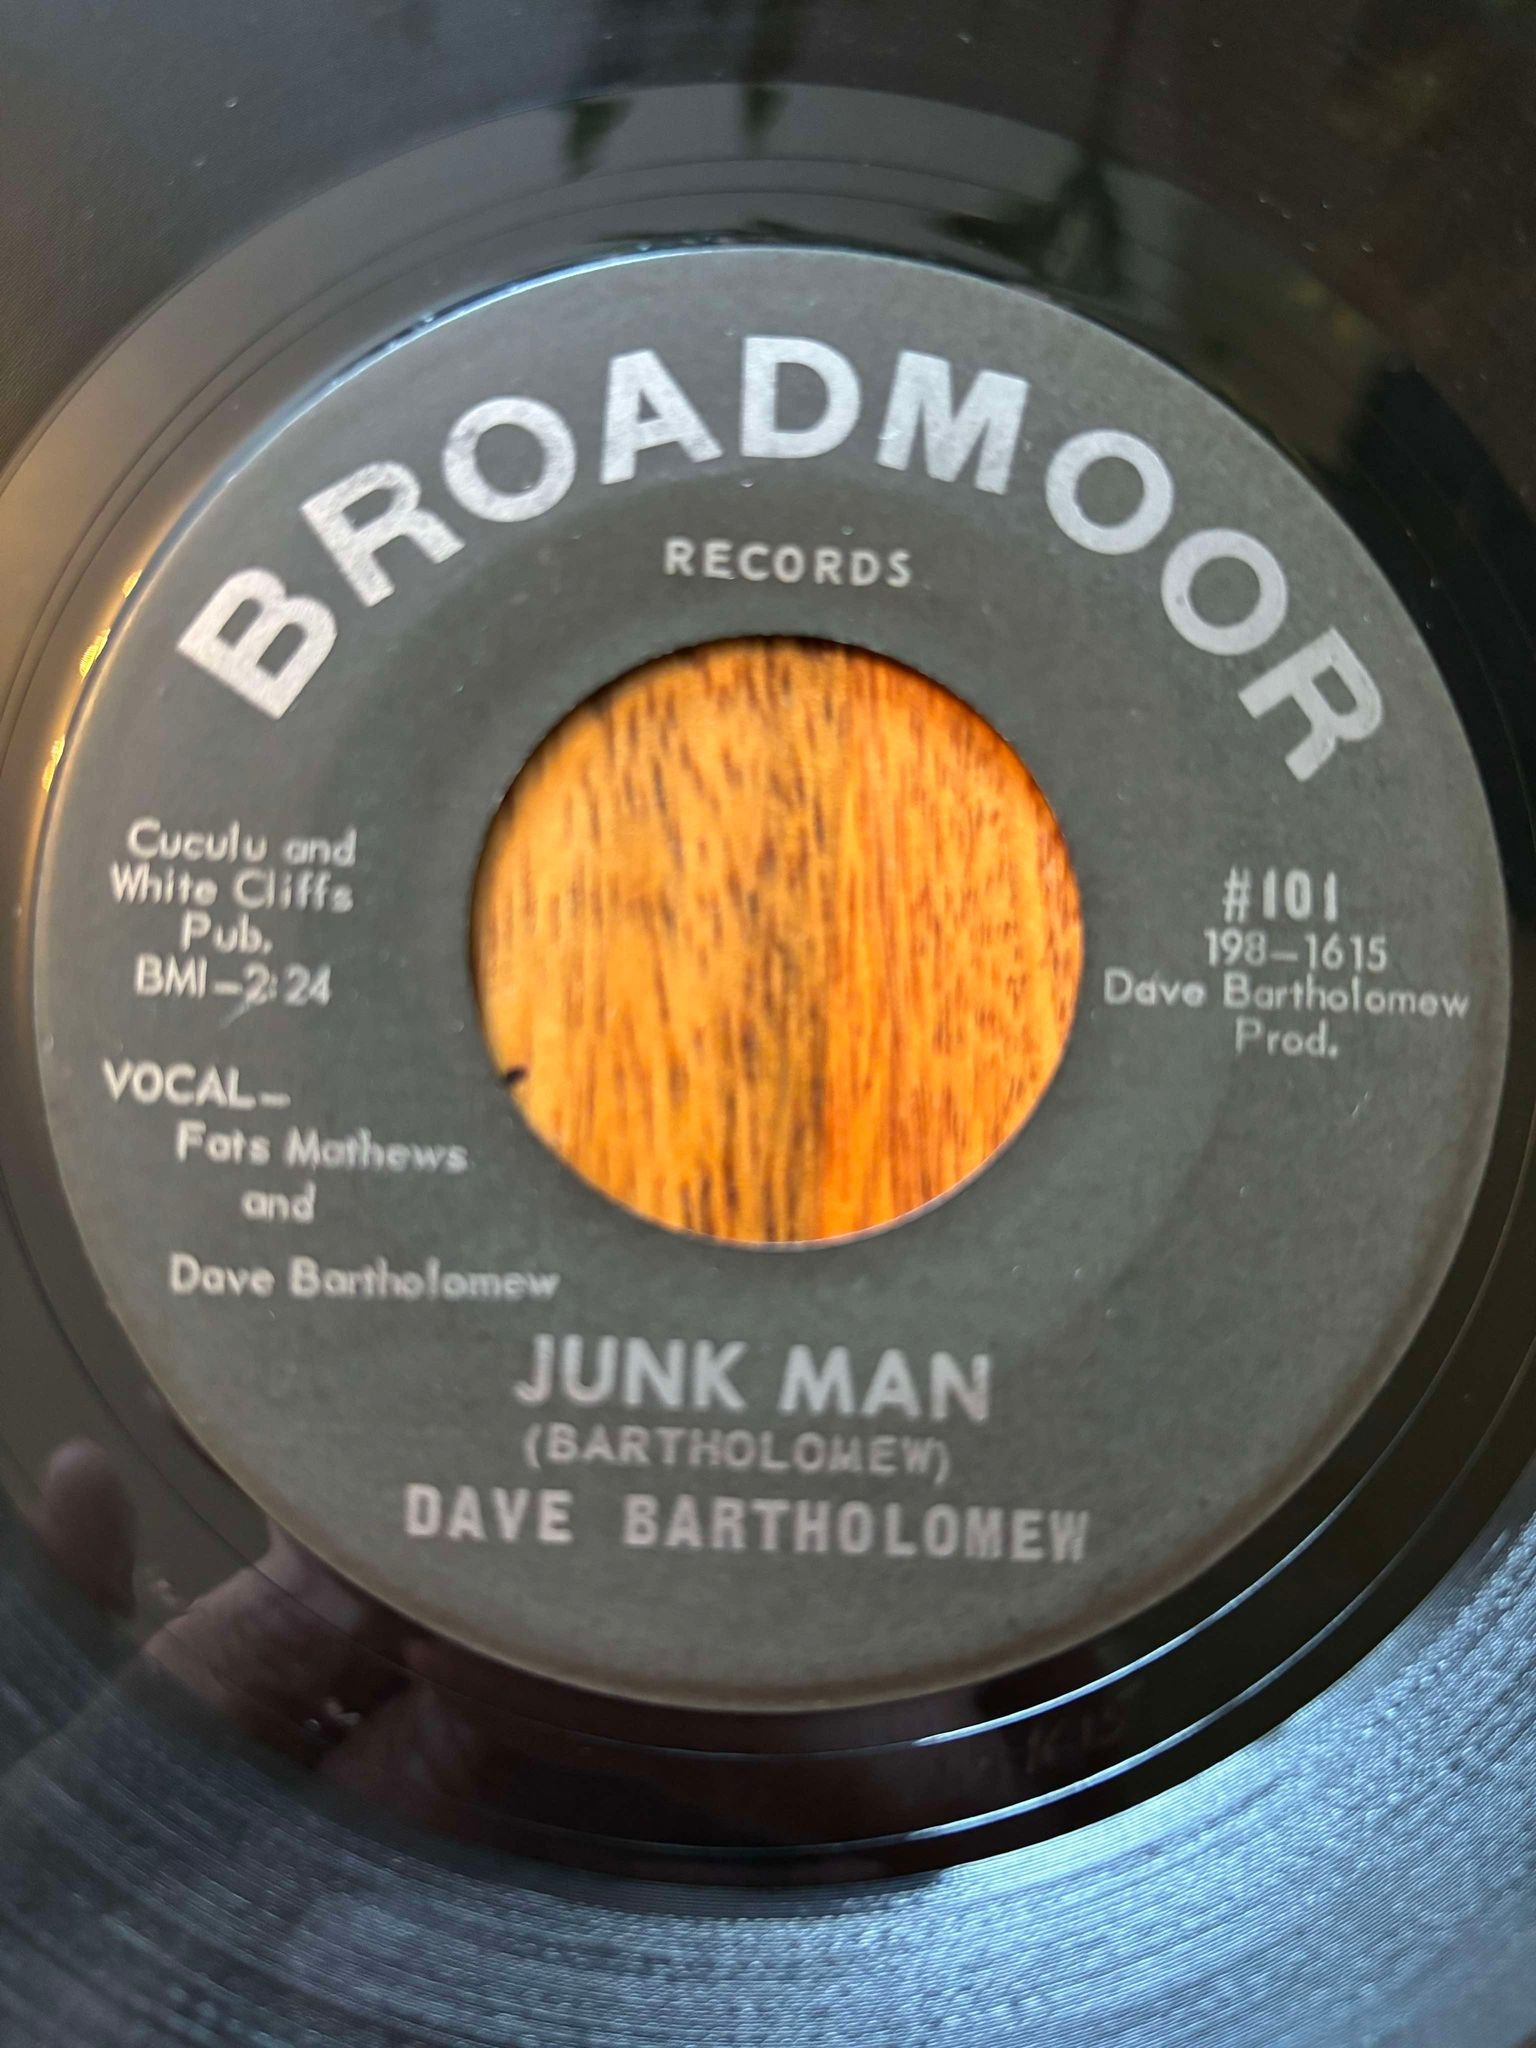 BROADMOOR
RECORDS
Cuculu and
White Cliffs
Pub.
BMI-2:24
VOCAL-
Fats Mathews
and
Dave Bartholomew
#101
198-1615
Dave Bartholomew
Prod.
JUNK MAN
(BARTHOLOMEW)
DAVE BARTHOLOMEW